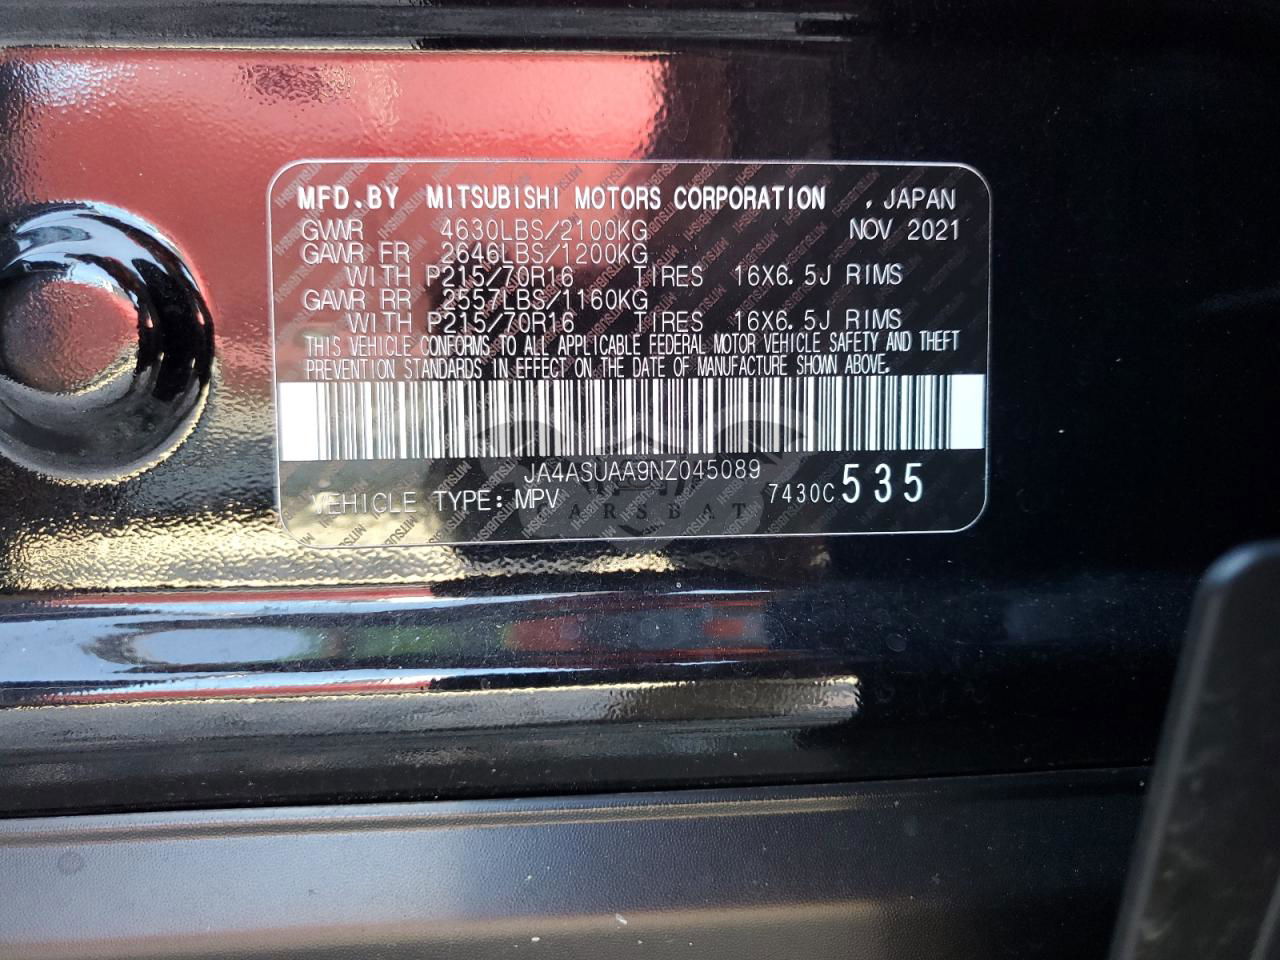 MFD.BY MITSUBISHI MOTORS CORPORATION , JAPAN
GVWR 4630LBS/2100KG NOV 2021
GAWR FR 2646LBS/1200KG
WITH P215/70R16 TIRES 16X6.5J RIMS
GAWR RR 2557LBS/1160KG
WITH P215/70R16 TIRES 16X6.5J RIMS
THIS VEHICLE CONFORMS TO ALL APPLICABLE FEDERAL MOTOR VEHICLE SAFETY AND THEFT
PREVENTION STANDARDS IN EFFECT ON THE DATE OF MANUFACTURE SHOWN ABOVE.
JA4ASUAA9NZ045089
VEHICLE TYPE: MPV 7430C 535
CARSBAT